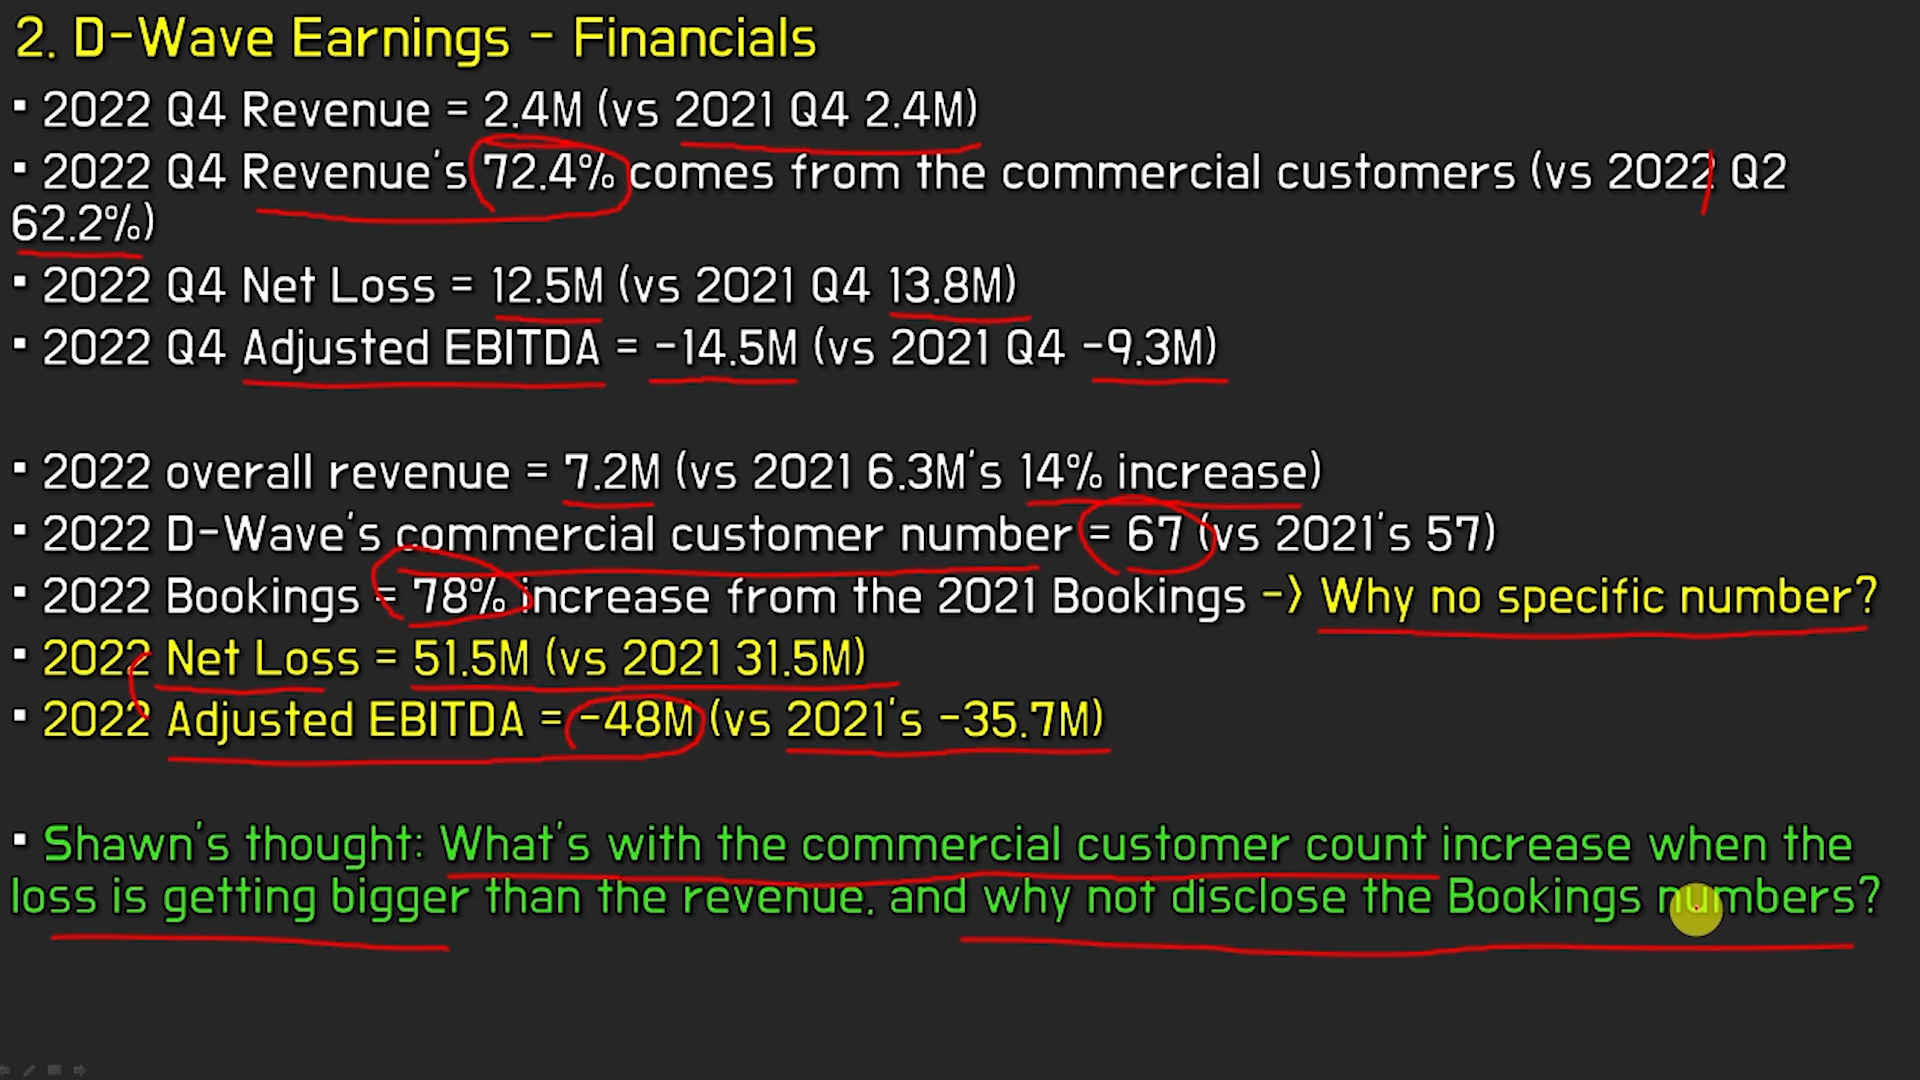 2. D-Wave Earnings - Financials
▪ 2022 Q4 Revenue = 2.4M (vs 2021 Q4 2.4M)
▪ 2022 Q4 Revenue's 72.4% comes from the commercial customers (vs 2022 Q2
62.2%)
▪ 2022 Q4 Net Loss = 12.5M (vs 2021 Q4 13.8M)
▪ 2022 Q4 Adjusted EBITDA = -14.5M (vs 2021 Q4 -9.3M)
▪ 2022 overall revenue = 7.2M (vs 2021 6.3M's 14% increase)
▪ 2022 D-Wave's commercial customer number = 67 (vs 2021's 57)
▪ 2022 Bookings = 78% increase from the 2021 Bookings -> Why no specific number?
▪ 2022 Net Loss = 51.5M (vs 2021 31.5M)
▪ 2022 Adjusted EBITDA = -48M (vs 2021's -35.7M)
▪ Shawn's thought: What's with the commercial customer count increase when the
loss is getting bigger than the revenue, and why not disclose the Bookings numbers?